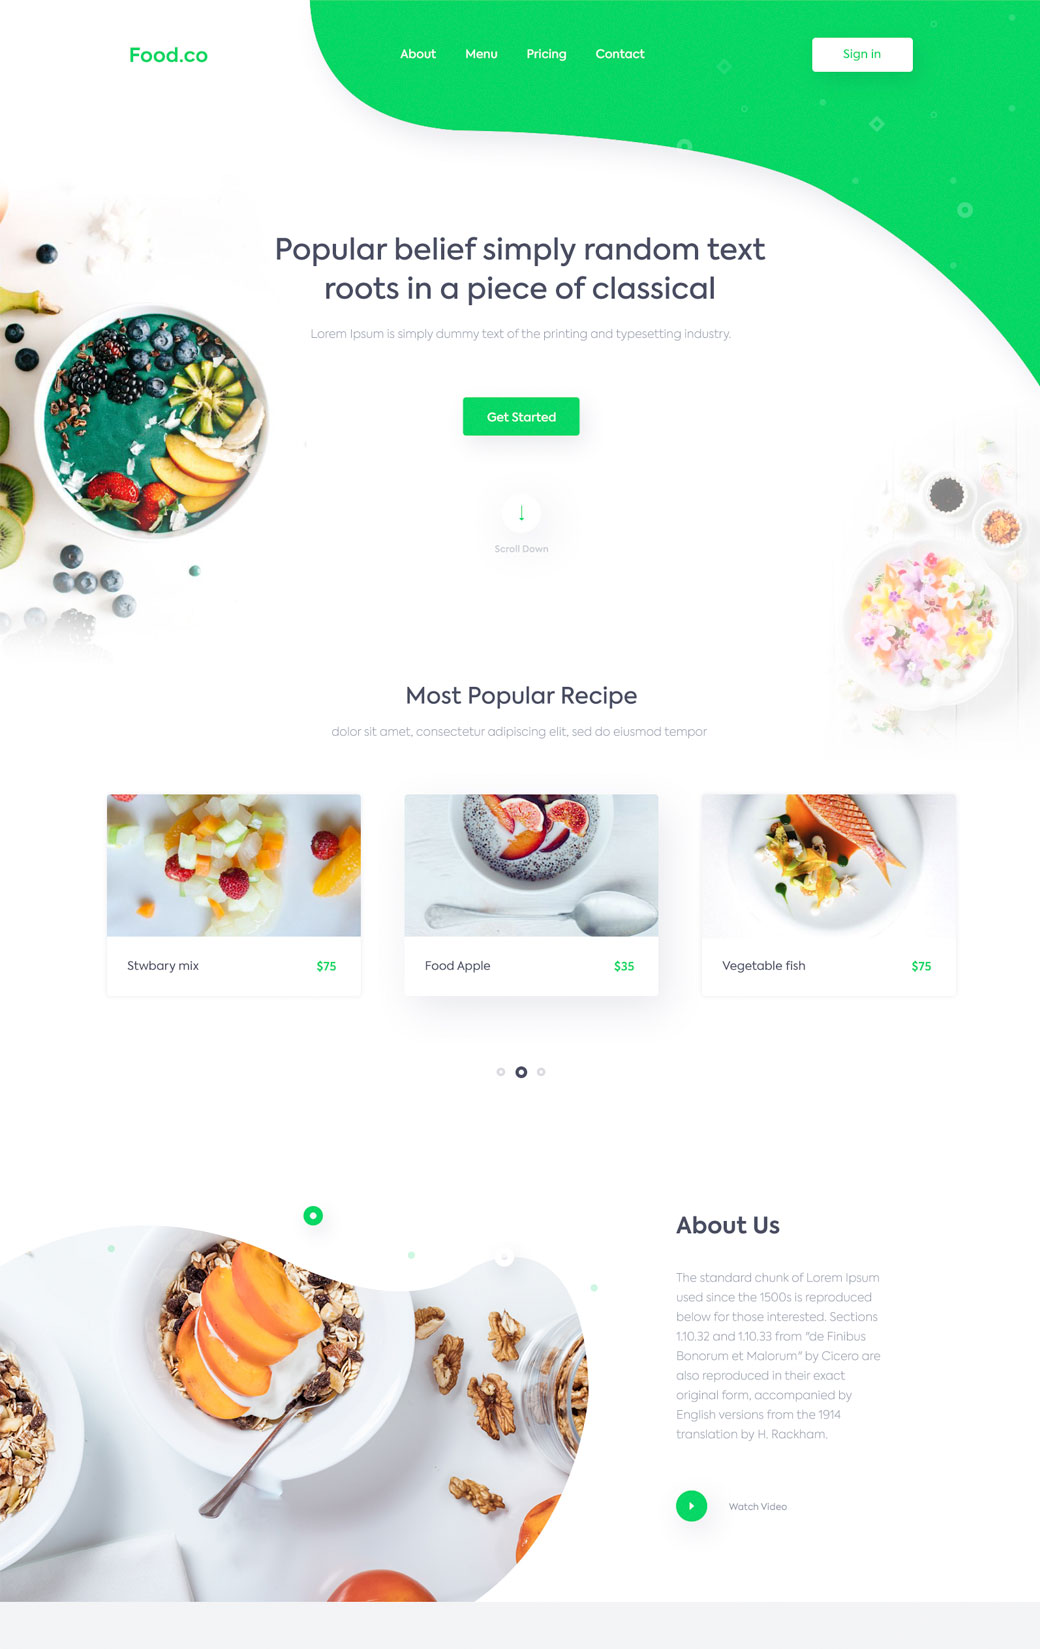 Food.co
About
Menu
Pricing
Contact
Sign in
Popular belief simply random text
roots in a piece of classical
Lorem Ipsum is simply dummy text of the printing and typesetting industry.
Get Started
Scroll Down
Most Popular Recipe
dolor sit amet, consectetur adipiscing elit, sed do eiusmod tempor
Stwbary mix
$75
Food Apple
$35
Vegetable fish
$75
About Us
The standard chunk of Lorem Ipsum
used since the 1500s is reproduced
below for those interested. Sections
1.10.32 and 1.10.33 from "de Finibus
Bonorum et Malorum" by Cicero are
also reproduced in their exact
original form, accompanied by
English versions from the 1914
translation by H. Rackham.
Watch Video